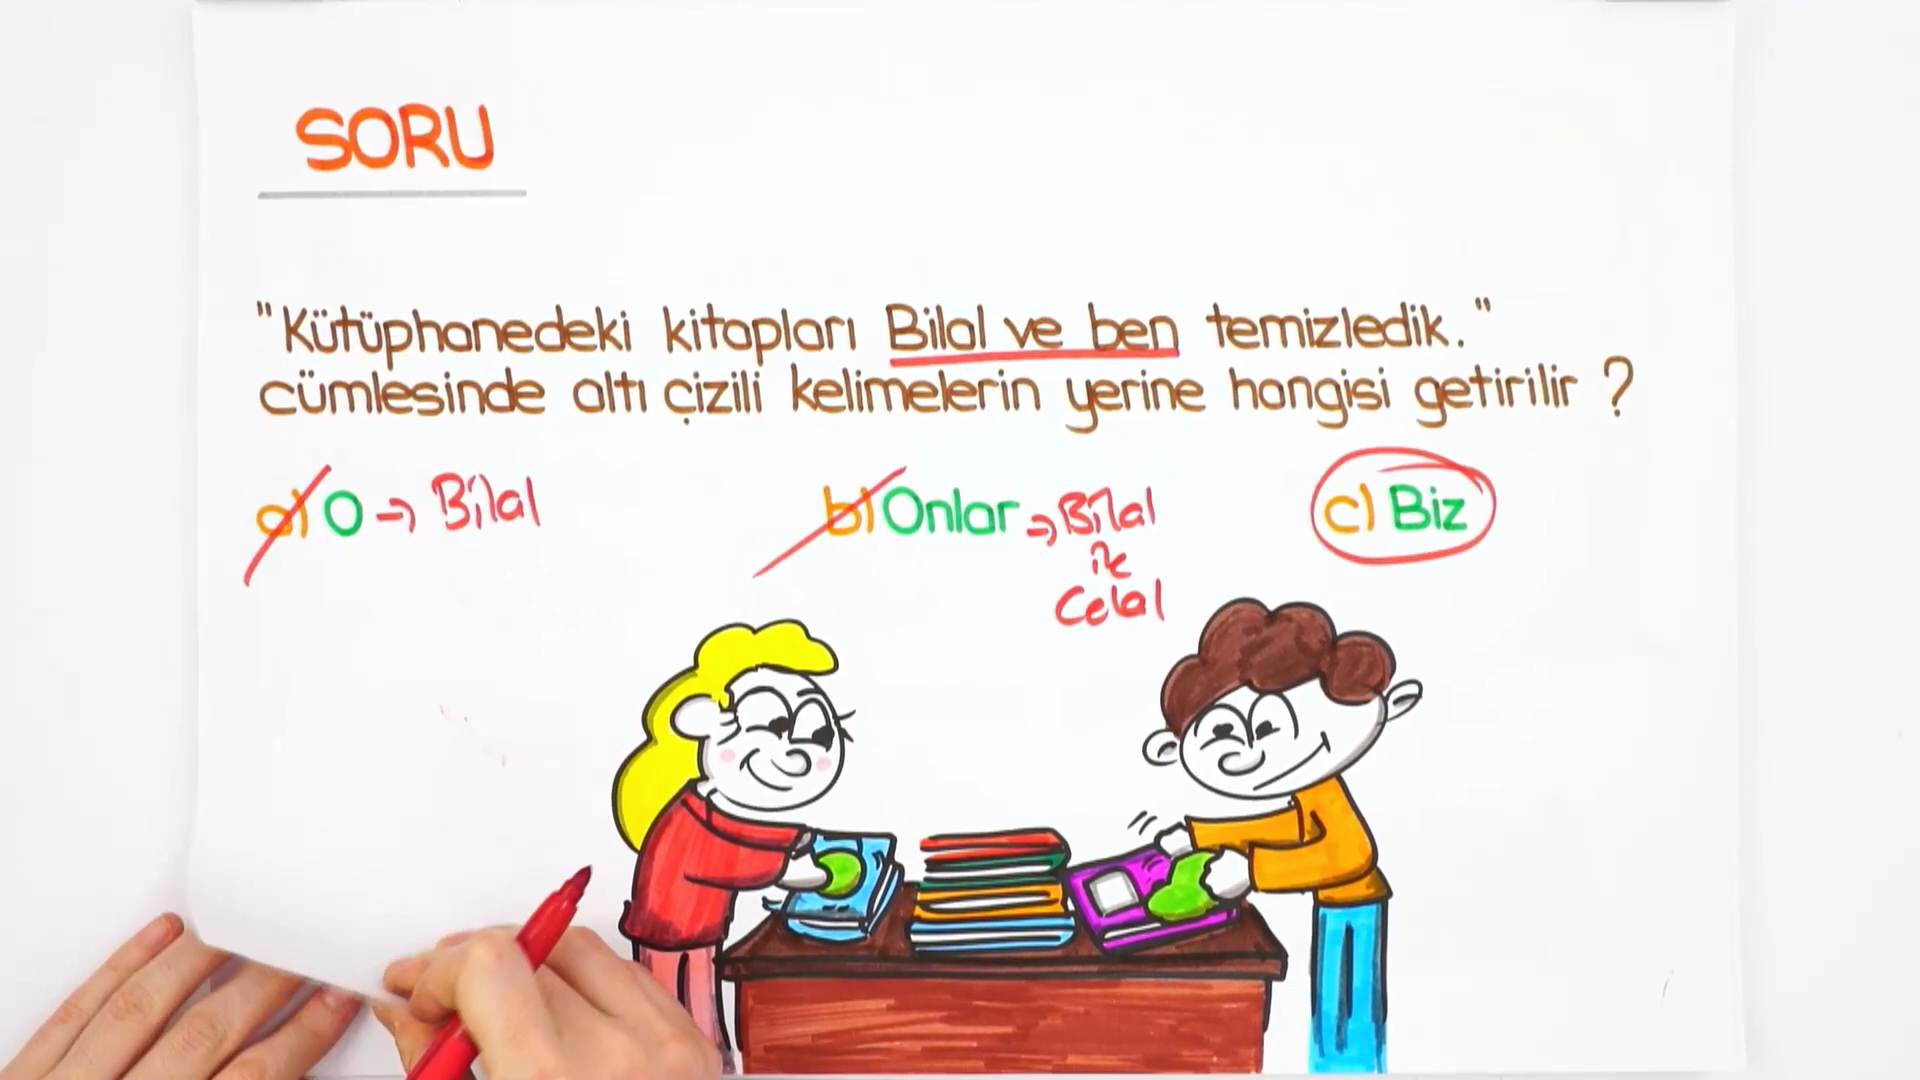 SORU
"Kütüphanedeki kitapları Bilal ve ben temizledik."
cümlesinde altı çizili kelimelerin yerine hangisi getirilir ?
a) O → Bilal
b) Onlar → Bilal
ile
Celal
c) Biz